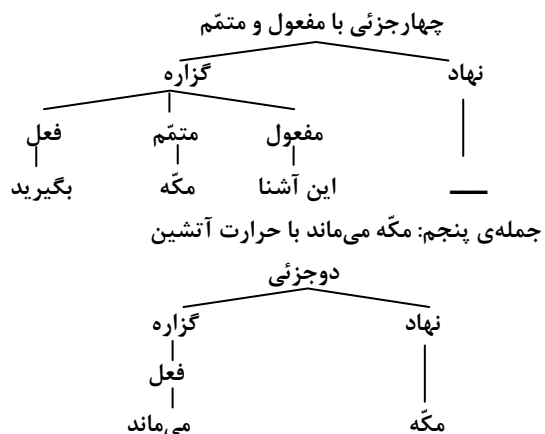 چهارجزئی با مفعول و متمّم
نهاد گزاره
مفعول متمّم فعل
این آشنا مکّه بگیرید
جمله‌ی پنجم: مکّه می‌ماند با حرارت آتشین
دوجزئی
نهاد گزاره
فعل
مکّه می‌ماند